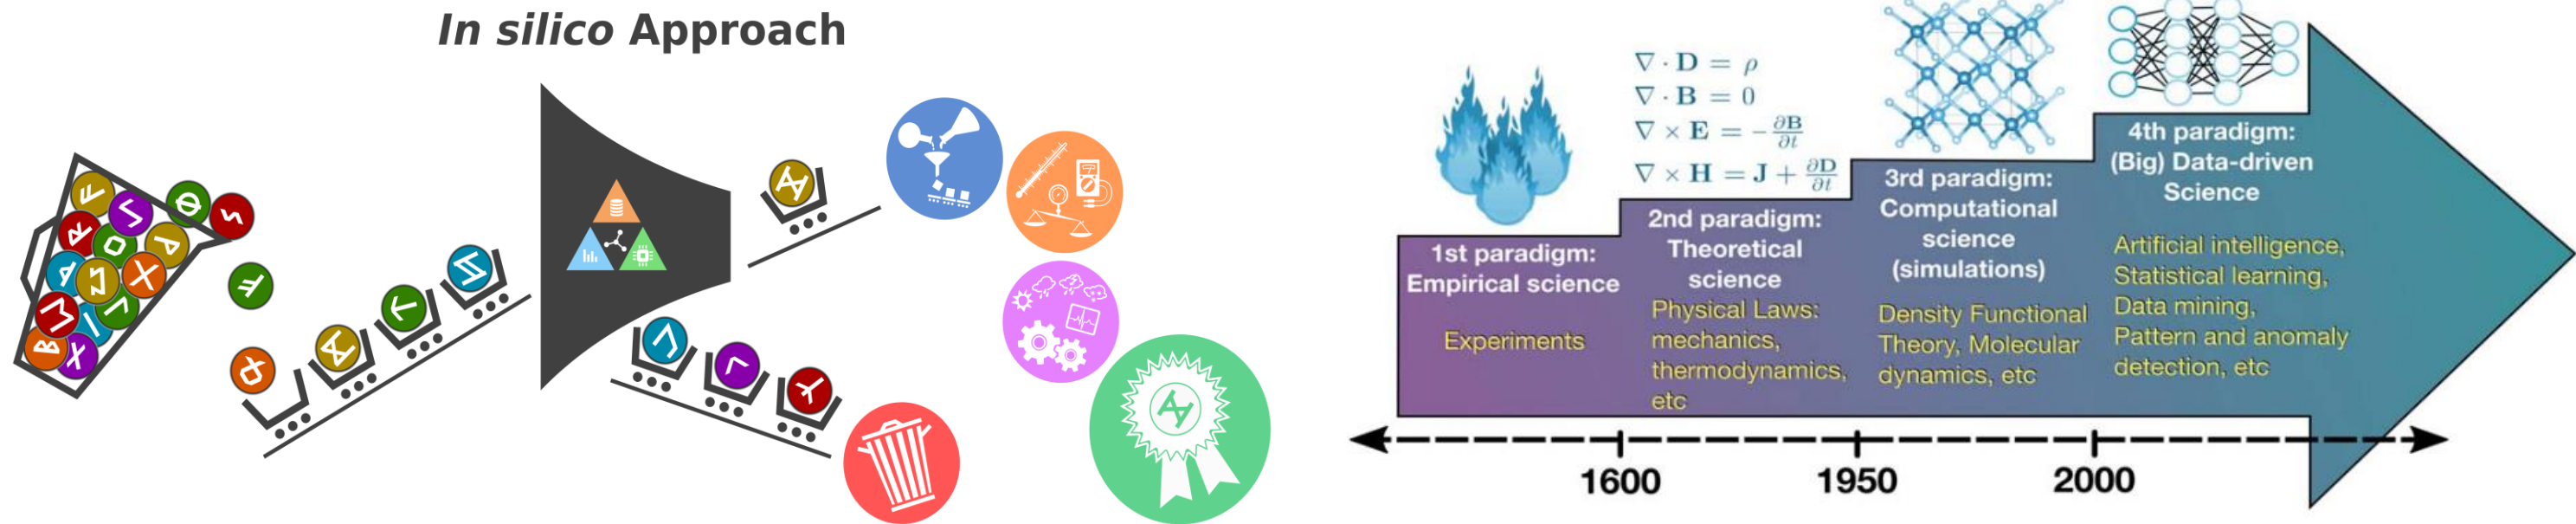 In silico Approach
∇ · D = ρ
∇ · B = 0
∇ × E = −∂B/∂t
∇ × H = J + ∂D/∂t
1st paradigm:
Empirical science
Experiments
2nd paradigm:
Theoretical
science
Physical Laws:
mechanics,
thermodynamics,
etc
3rd paradigm:
Computational
science
(simulations)
Density Functional
Theory, Molecular
dynamics, etc
4th paradigm:
(Big) Data-driven
Science
Artificial intelligence,
Statistical learning,
Data mining,
Pattern and anomaly
detection, etc
1600 1950 2000